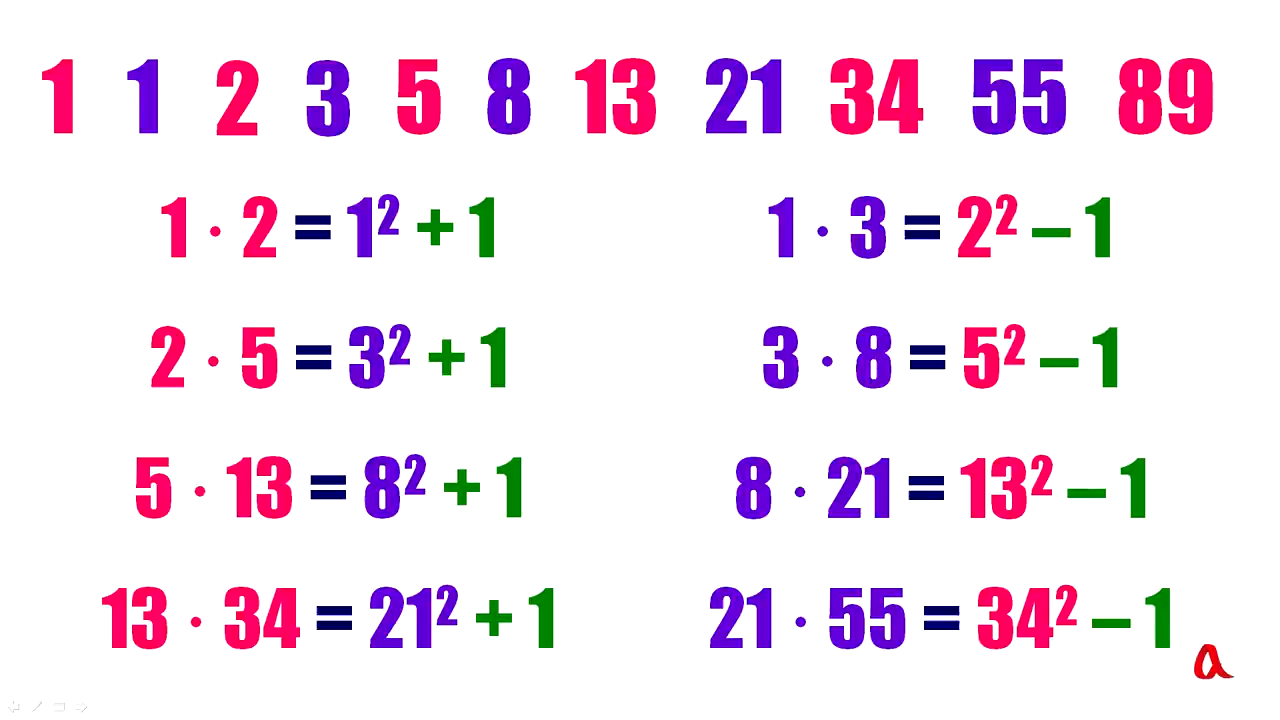 1 1 2 3 5 8 13 21 34 55 89
1 · 2 = 1² + 1 1 · 3 = 2² – 1
2 · 5 = 3² + 1 3 · 8 = 5² – 1
5 · 13 = 8² + 1 8 · 21 = 13² – 1
13 · 34 = 21² + 1 21 · 55 = 34² – 1
a